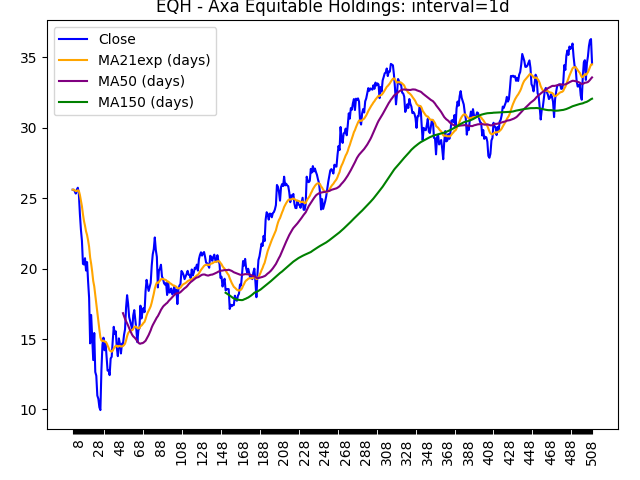 EQH - Axa Equitable Holdings: interval=1d
Close
MA21exp (days)
MA50 (days)
MA150 (days)
35
30
25
20
15
10
8 28 48 68 88 108 128 148 168 188 208 228 248 268 288 308 328 348 368 388 408 428 448 468 488 508